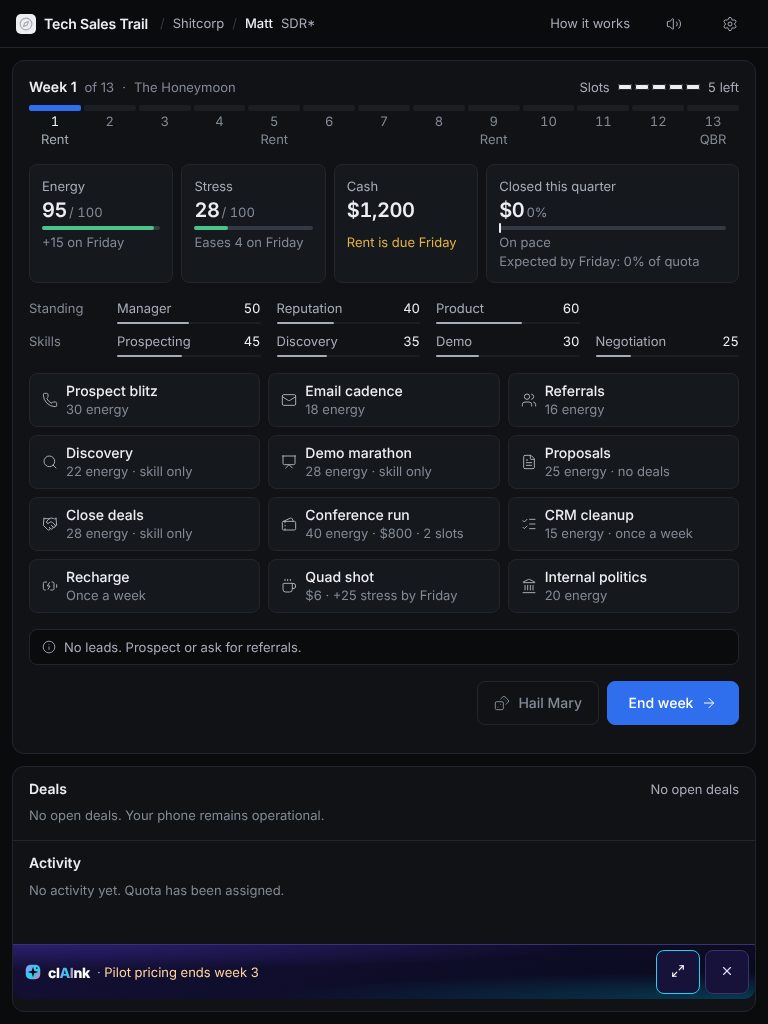 Tech Sales Trail / Shitcorp / Matt SDR* How it works
Week 1 of 13 · The Honeymoon Slots 5 left
1 2 3 4 5 6 7 8 9 10 11 12 13
Rent Rent Rent QBR
Energy
95 / 100
+15 on Friday
Stress
28 / 100
Eases 4 on Friday
Cash
$1,200
Rent is due Friday
Closed this quarter
$0 0%
On pace
Expected by Friday: 0% of quota
Standing Manager 50 Reputation 40 Product 60
Skills Prospecting 45 Discovery 35 Demo 30 Negotiation 25
Prospect blitz
30 energy
Email cadence
18 energy
Referrals
16 energy
Discovery
22 energy · skill only
Demo marathon
28 energy · skill only
Proposals
25 energy · no deals
Close deals
28 energy · skill only
Conference run
40 energy · $800 · 2 slots
CRM cleanup
15 energy · once a week
Recharge
Once a week
Quad shot
$6 · +25 stress by Friday
Internal politics
20 energy
No leads. Prospect or ask for referrals.
Hail Mary
End week →
Deals No open deals
No open deals. Your phone remains operational.
Activity
No activity yet. Quota has been assigned.
clAInk · Pilot pricing ends week 3